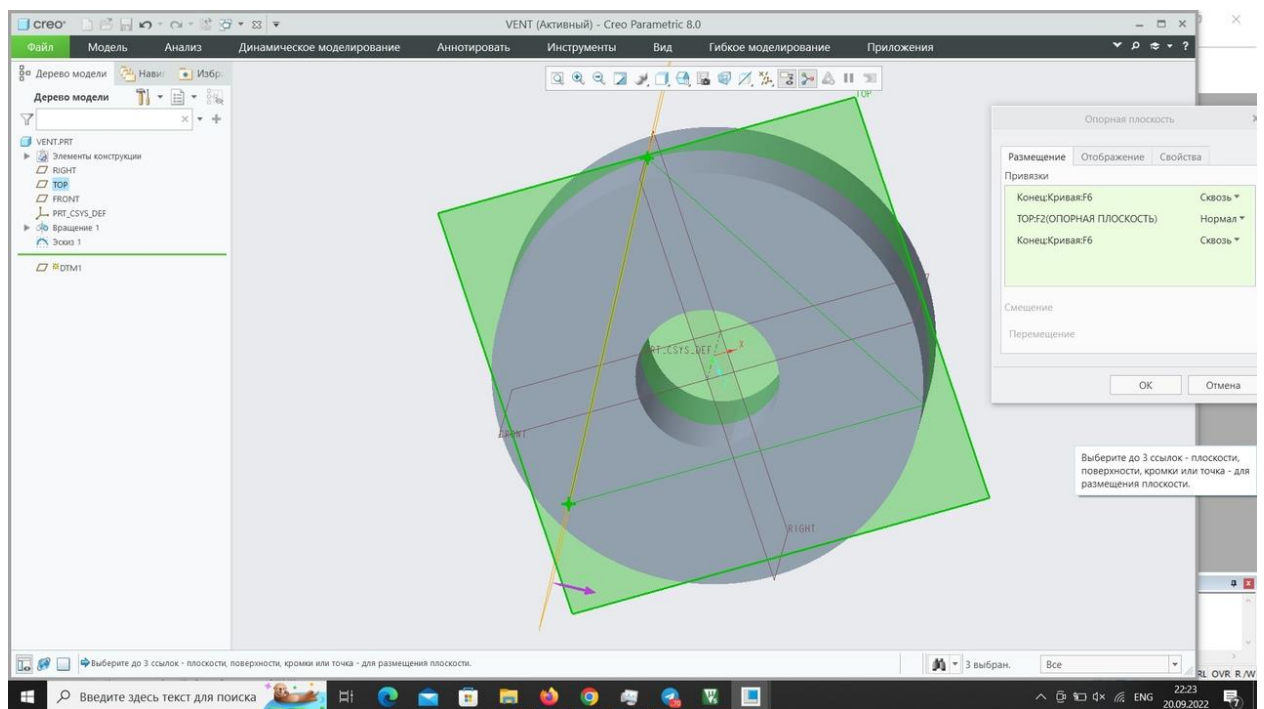 creo VENT (Активный) - Creo Parametric 8.0
Файл Модель Анализ Динамическое моделирование Аннотировать Инструменты Вид Гибкое моделирование Приложения
Дерево модели Избр.
Дерево модели
VENT.PRT
Элементы конструкции
RIGHT
TOP
FRONT
PRT_CSYS_DEF
Вращение 1
Эскиз 1
DTM1
TOP
RT_CSYS_DEF X
FRONT
RIGHT
Опорная плоскость
Размещение Отображение Свойства
Привязки
Конец:Кривая:F6 Сквозь
TOP:F2(ОПОРНАЯ ПЛОСКОСТЬ) Нормал
Конец:Кривая:F6 Сквозь
Смещение
Перемещение
ОК Отмена
Выберите до 3 ссылок - плоскости,
поверхности, кромки или точка - для
размещения плоскости.
Выберите до 3 ссылок - плоскости, поверхности, кромки или точка - для размещения плоскости.
3 выбран. Все
RL OVR R/W
Введите здесь текст для поиска
ENG 22:23
20.09.2022